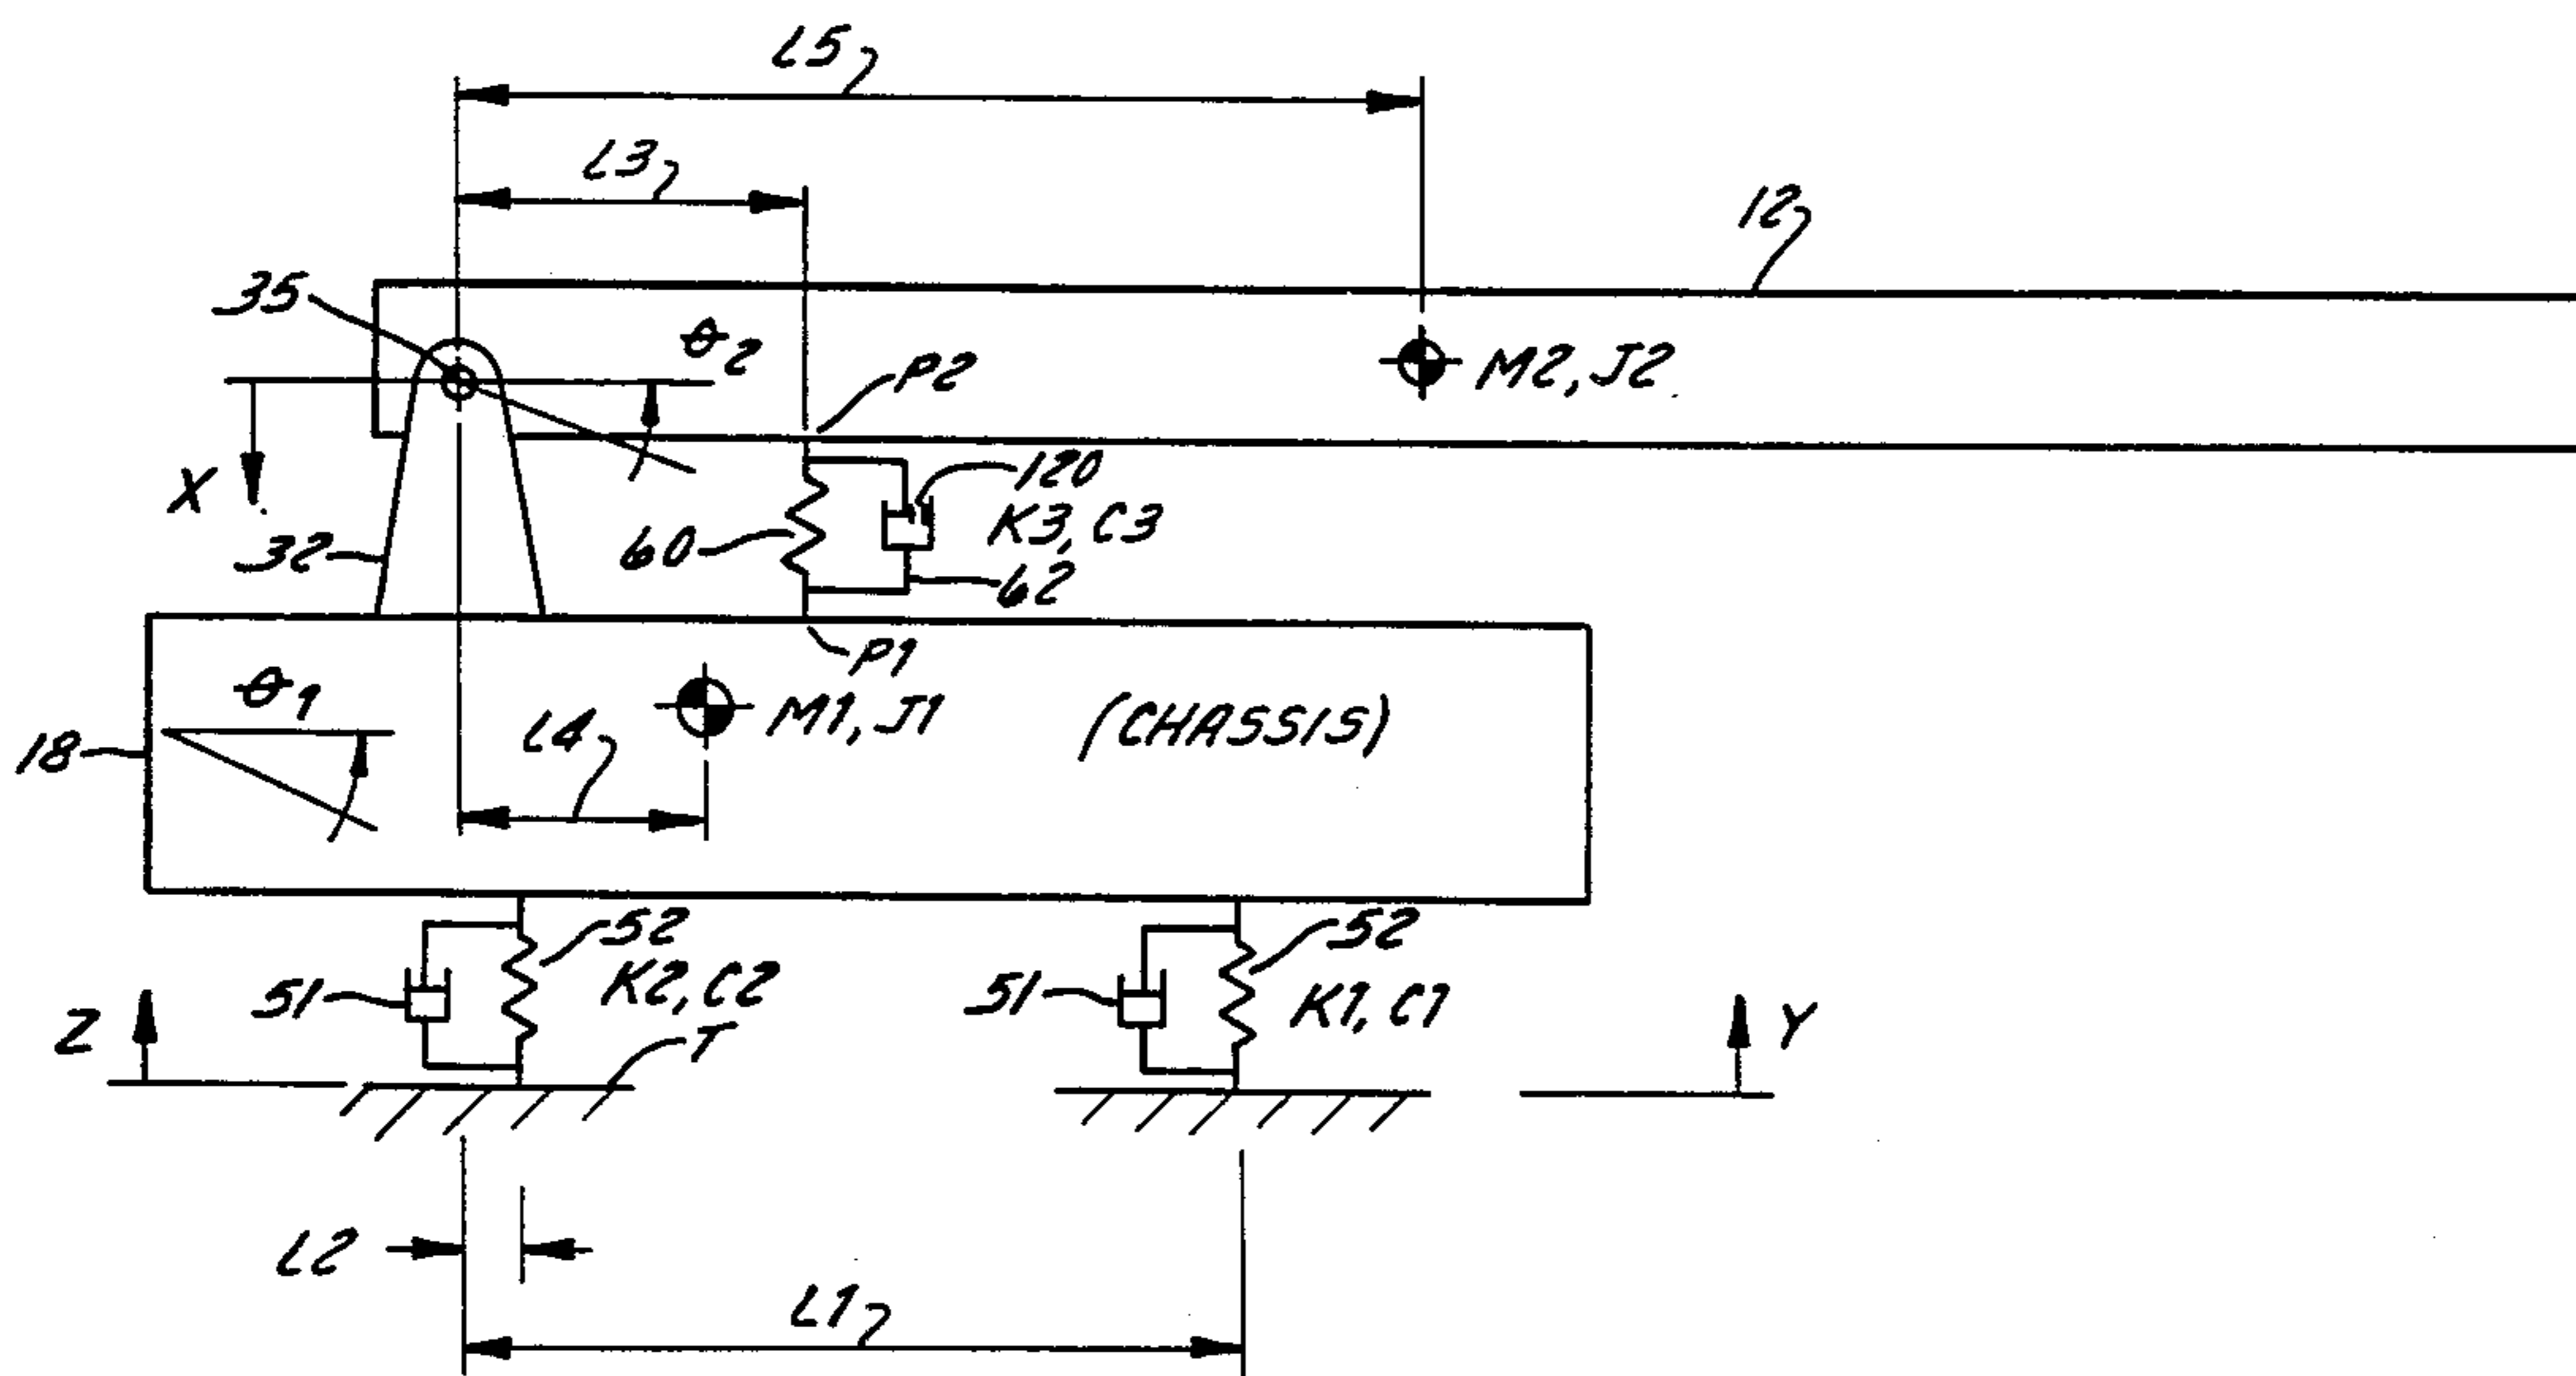 L5
L3
12
35
θ2
P2
M2, J2
X
120
K3, C3
32
60
62
P1
θ1
M1, J1
(CHASSIS)
L4
18
52
52
51
K2, C2
51
K1, C1
Z
T
Y
L2
L1